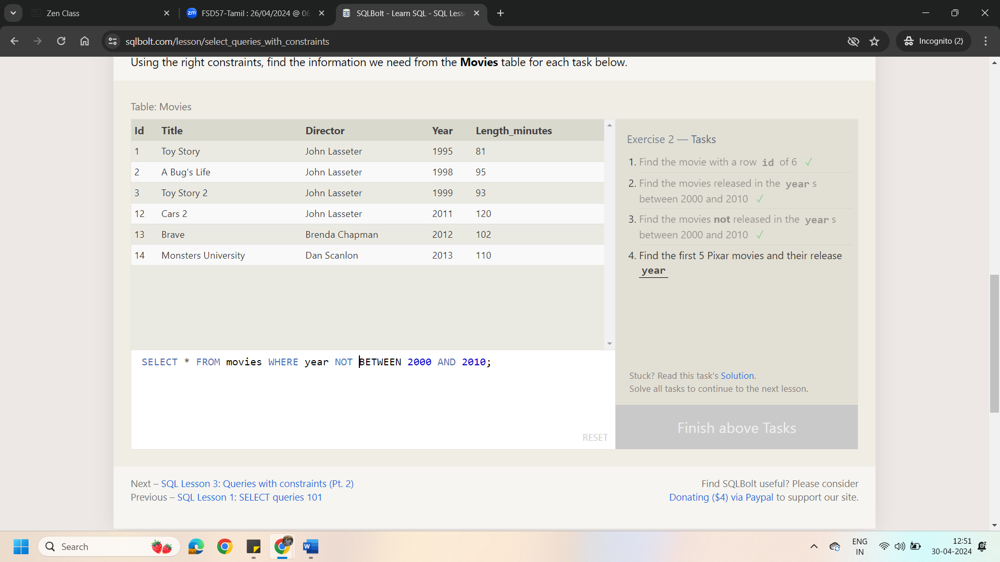 Zen Class
zm FSD57-Tamil : 26/04/2024 @ 06
SQLBolt - Learn SQL - SQL Less
sqlbolt.com/lesson/select_queries_with_constraints
Incognito (2)
Using the right constraints, find the information we need from the Movies table for each task below.
Table: Movies
Id Title Director Year Length_minutes
1 Toy Story John Lasseter 1995 81
2 A Bug's Life John Lasseter 1998 95
3 Toy Story 2 John Lasseter 1999 93
12 Cars 2 John Lasseter 2011 120
13 Brave Brenda Chapman 2012 102
14 Monsters University Dan Scanlon 2013 110
SELECT * FROM movies WHERE year NOT BETWEEN 2000 AND 2010;
RESET
Exercise 2 — Tasks
1. Find the movie with a row id of 6 ✓
2. Find the movies released in the year s
between 2000 and 2010 ✓
3. Find the movies not released in the year s
between 2000 and 2010 ✓
4. Find the first 5 Pixar movies and their release
year
Stuck? Read this task's Solution.
Solve all tasks to continue to the next lesson.
Finish above Tasks
Next – SQL Lesson 3: Queries with constraints (Pt. 2)
Previous – SQL Lesson 1: SELECT queries 101
Find SQLBolt useful? Please consider
Donating ($4) via Paypal to support our site.
Search
W
ENG
IN
12:51
30-04-2024